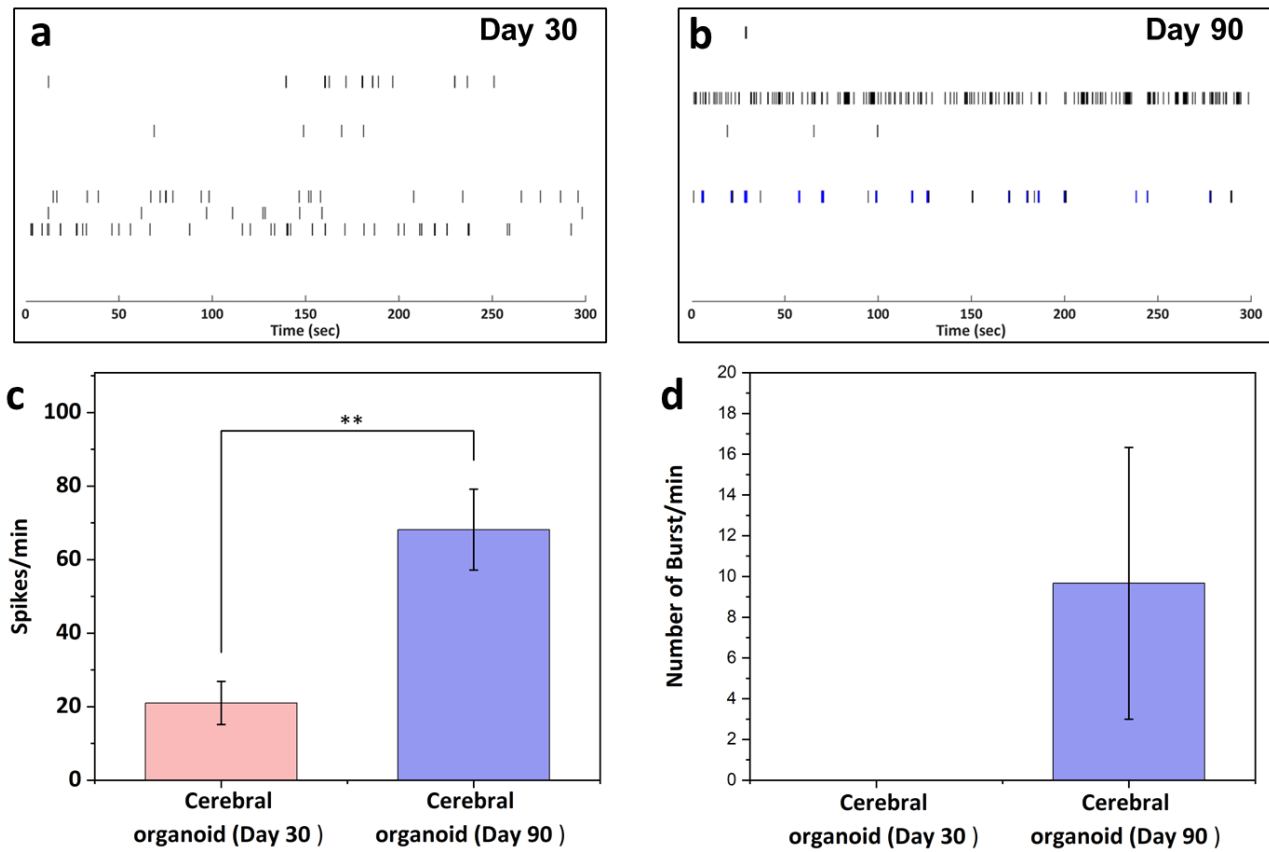 a
Day 30
0 50 100 150 200 250 300
Time (sec)
b
Day 90
50 100 150 200 250 300
Time (sec)
c
100
80
60
40
20
0
Spikes/min
**
Cerebral
organoid (Day 30 )
Cerebral
organoid (Day 90 )
d
20
18
16
14
12
10
8
6
4
2
0
Number of Burst/min
Cerebral
organoid (Day 30 )
Cerebral
organoid (Day 90 )